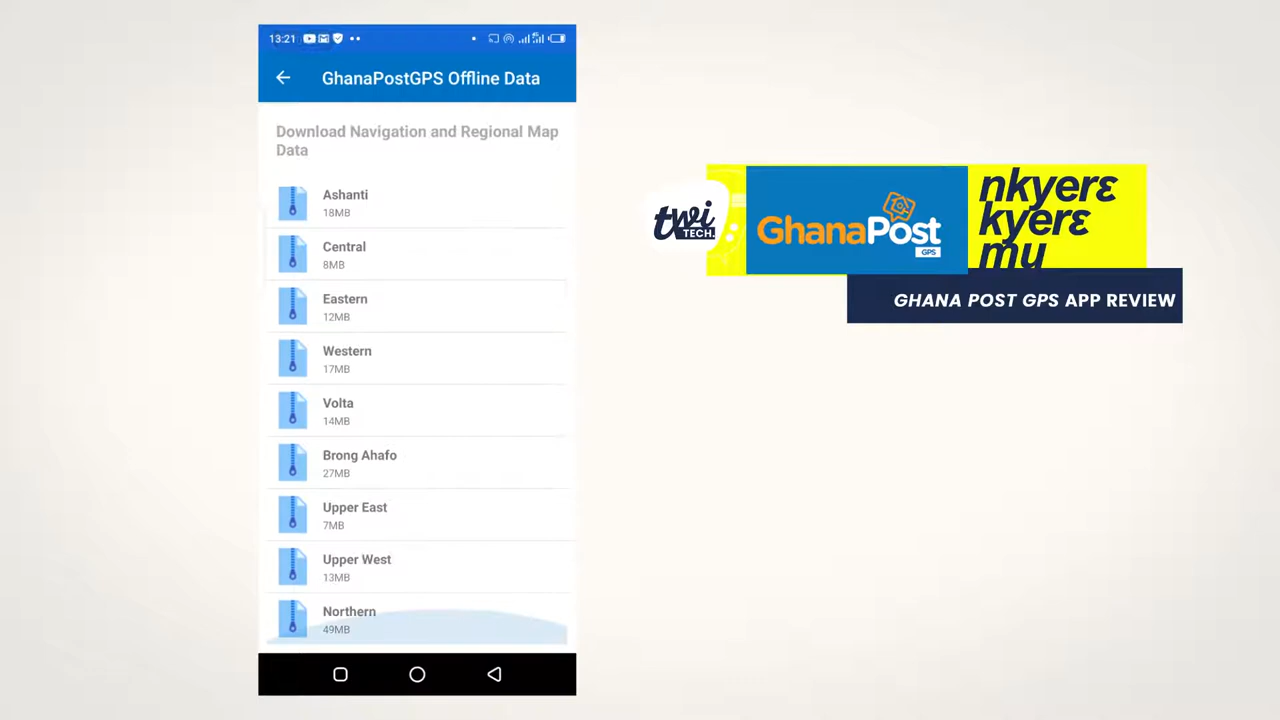 13:21
GhanaPostGPS Offline Data
Download Navigation and Regional Map
Data
Ashanti
18MB
Central
8MB
Eastern
12MB
Western
17MB
Volta
14MB
Brong Ahafo
27MB
Upper East
7MB
Upper West
13MB
Northern
49MB
twi
TECH.
GhanaPost
GPS
nkyerɛ
kyerɛ
mu
GHANA POST GPS APP REVIEW